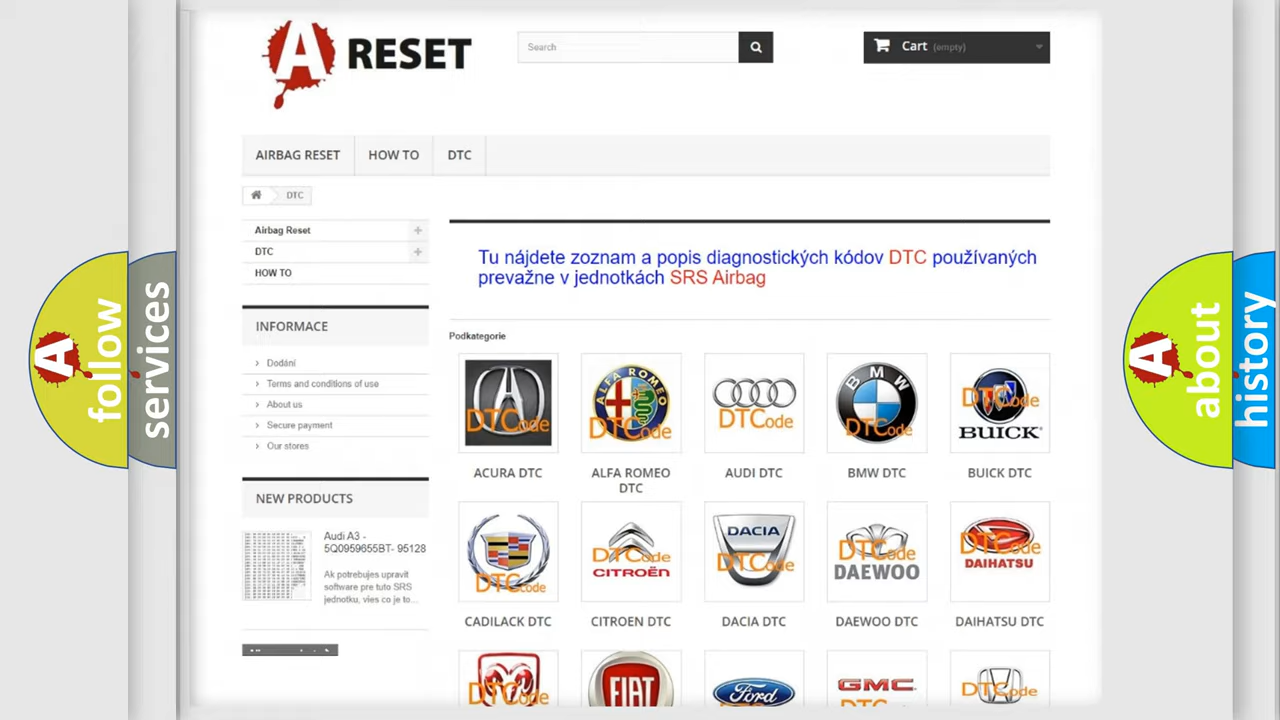 A RESET
Search
Cart (empty)
AIRBAG RESET
HOW TO
DTC
DTC
Airbag Reset
DTC
HOW TO
INFORMACE
Dodání
Terms and conditions of use
About us
Secure payment
Our stores
NEW PRODUCTS
Audi A3 -
5Q0959655BT- 95128
Ak potrebujes upravit
software pre tuto SRS
jednotku, vies co je to...
Tu nájdete zoznam a popis diagnostických kódov DTC používaných
prevažne v jednotkách SRS Airbag
Podkategorie
DTCode
ALFA ROMEO
DTCode
DTCode
BMW
DTCode
DTCode
BUICK
ACURA DTC
ALFA ROMEO
DTC
AUDI DTC
BMW DTC
BUICK DTC
DTCode
DTCode
CITROËN
DACIA
DTCode
DTCode
DAEWOO
DTCode
DAIHATSU
CADILACK DTC
CITROEN DTC
DACIA DTC
DAEWOO DTC
DAIHATSU DTC
DTCode
FIAT
Ford
GMC
DTCode
A follow
services
A about
history